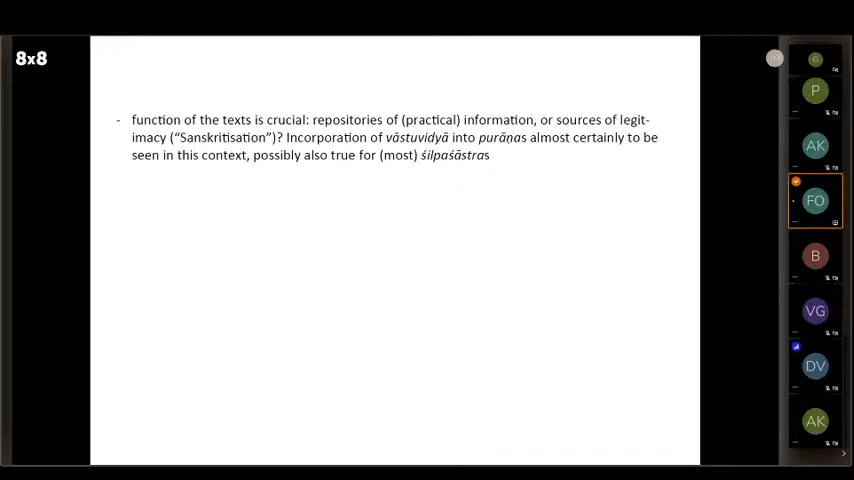 8x8
- function of the texts is crucial: repositories of (practical) information, or sources of legit-
imacy (“Sanskritisation”)? Incorporation of vāstuvidyā into purāṇas almost certainly to be
seen in this context, possibly also true for (most) śilpaśāstras
G
P
AK
FO
B
VG
DV
AK